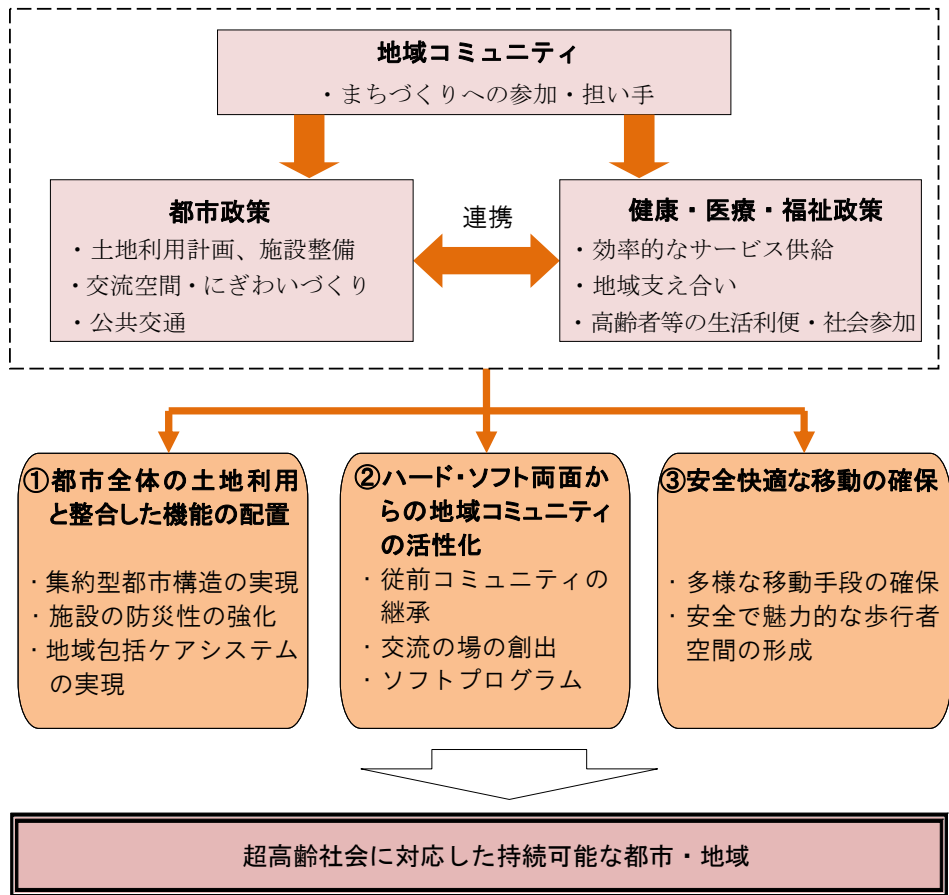 地域コミュニティ
・まちづくりへの参加・担い手
都市政策
・土地利用計画、施設整備
・交流空間・にぎわいづくり
・公共交通
連携
健康・医療・福祉政策
・効率的なサービス供給
・地域支え合い
・高齢者等の生活利便・社会参加
①都市全体の土地利用
と整合した機能の配置
・集約型都市構造の実現
・施設の防災性の強化
・地域包括ケアシステム
の実現
②ハード・ソフト両面か
らの地域コミュニティ
の活性化
・従前コミュニティの
継承
・交流の場の創出
・ソフトプログラム
③安全快適な移動の確保
・多様な移動手段の確保
・安全で魅力的な歩行者
空間の形成
超高齢社会に対応した持続可能な都市・地域